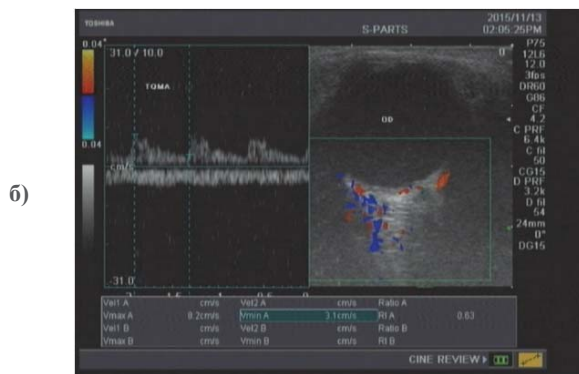 TOSHIBA
S-PARTS
2015/11/13
02:05:25PM
0.04
31.0 / 10.0
0
P75
12L6
12.0
3fps
DR60
G86
CF
4.2
C PRF
6.4k
C fil
50
CG15
D PRF
3.2k
D fil
54
24mm
0°
DG15
TQMA
OD
0.04
cm/s
б)
-31.0
Vel1 A cm/s Vel2 A cm/s Ratio A
Vmax A 8.2cm/s Vmin A 3.1cm/s RI A 0.63
Vel1 B cm/s Vel2 B cm/s Ratio B
Vmax B cm/s Vmin B cm/s RI B
CINE REVIEW